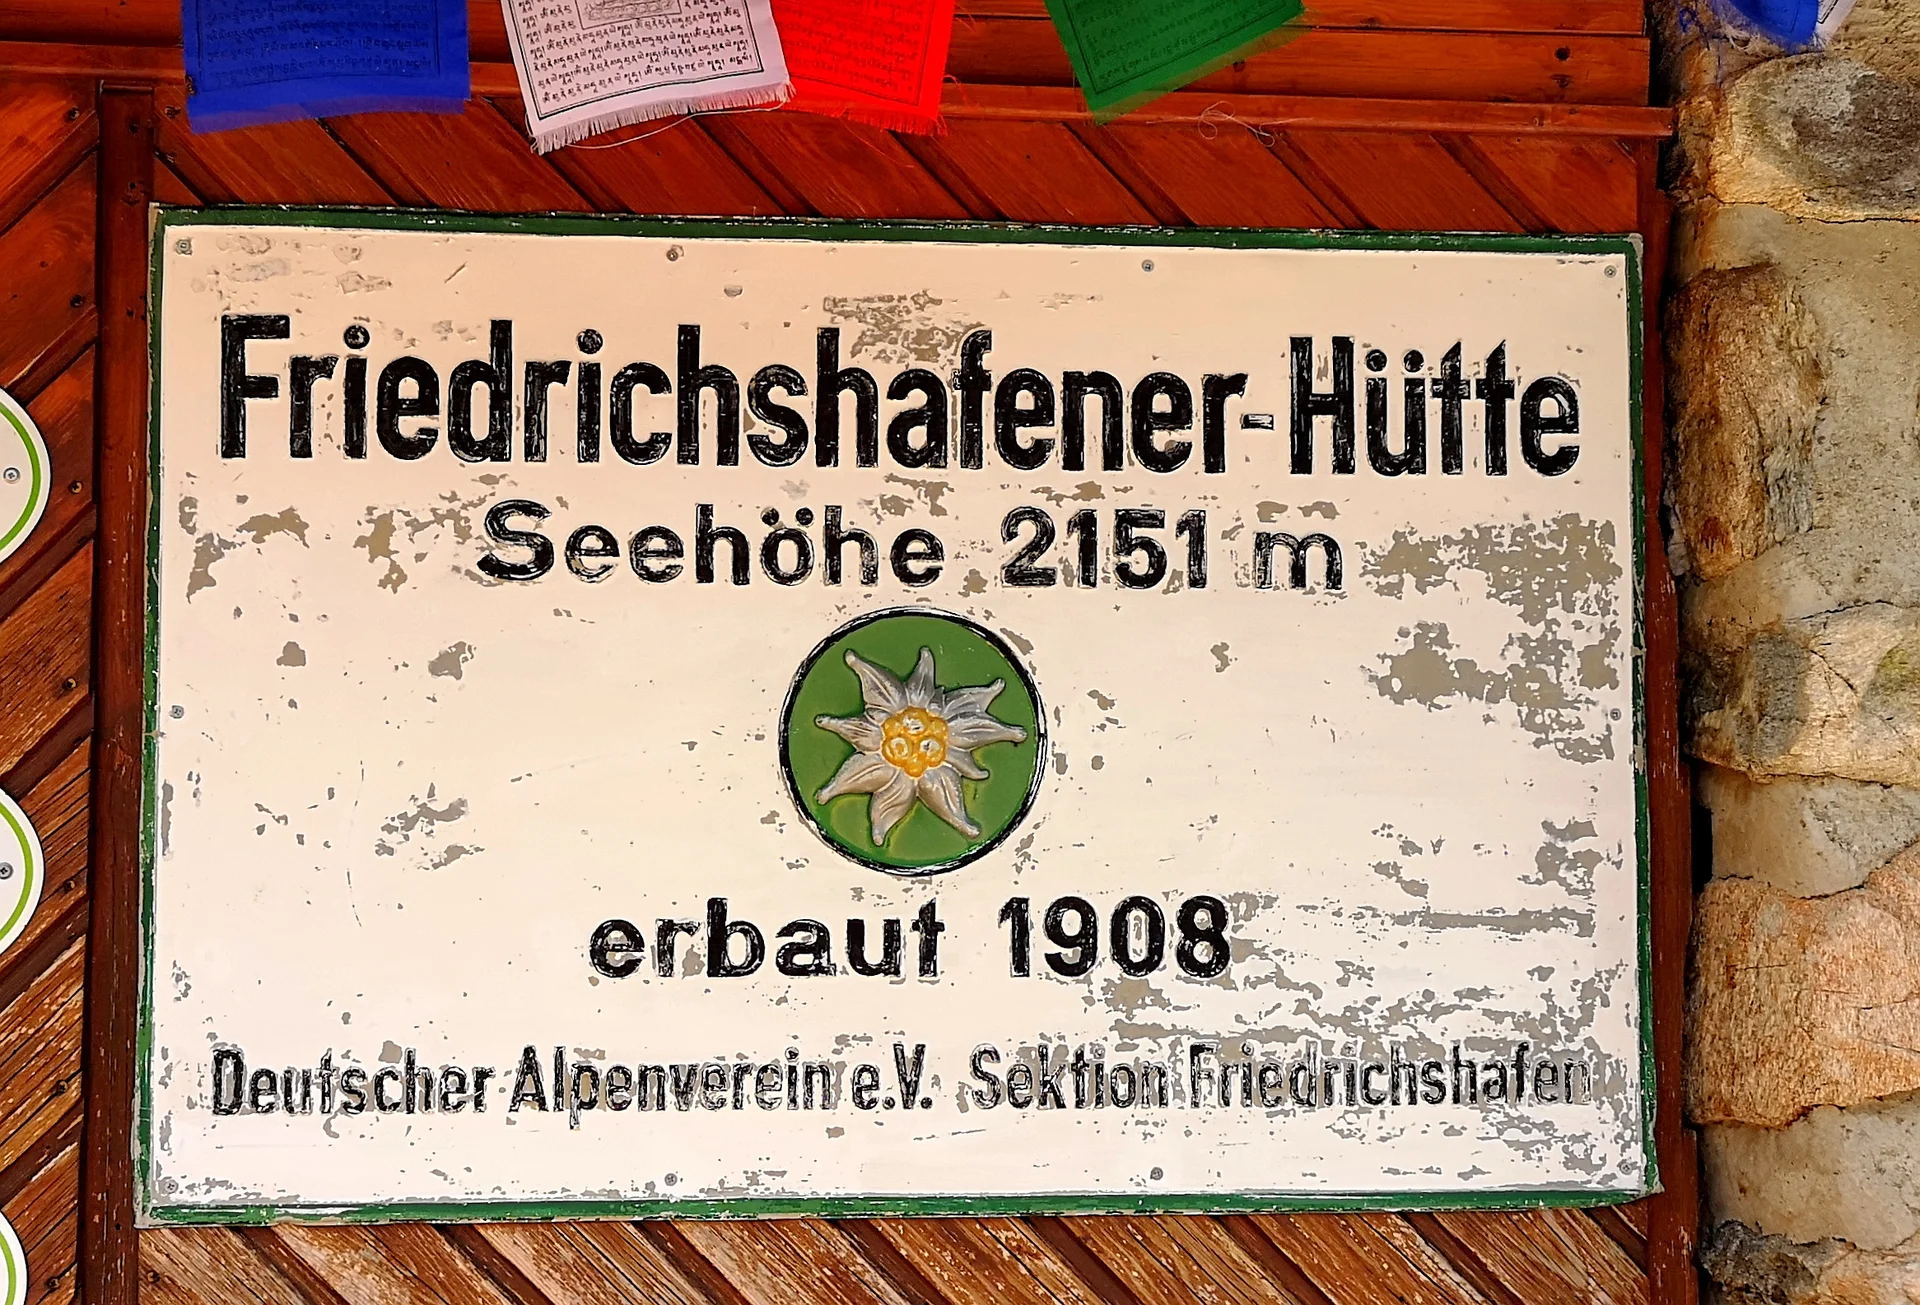 Friedrichshafener-Hütte
Seehöhe 2151 m
erbaut 1908
Deutscher Alpenverein e.V. Sektion Friedrichshafen